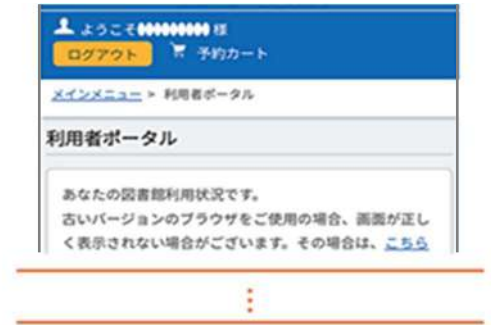 ようこそ●●●●●●●●●様
ログアウト 予約カート
メインメニュー > 利用者ポータル
利用者ポータル
あなたの図書館利用状況です。
古いバージョンのブラウザをご使用の場合、画面が正し
く表示されない場合がございます。その場合は、こちら
⋮